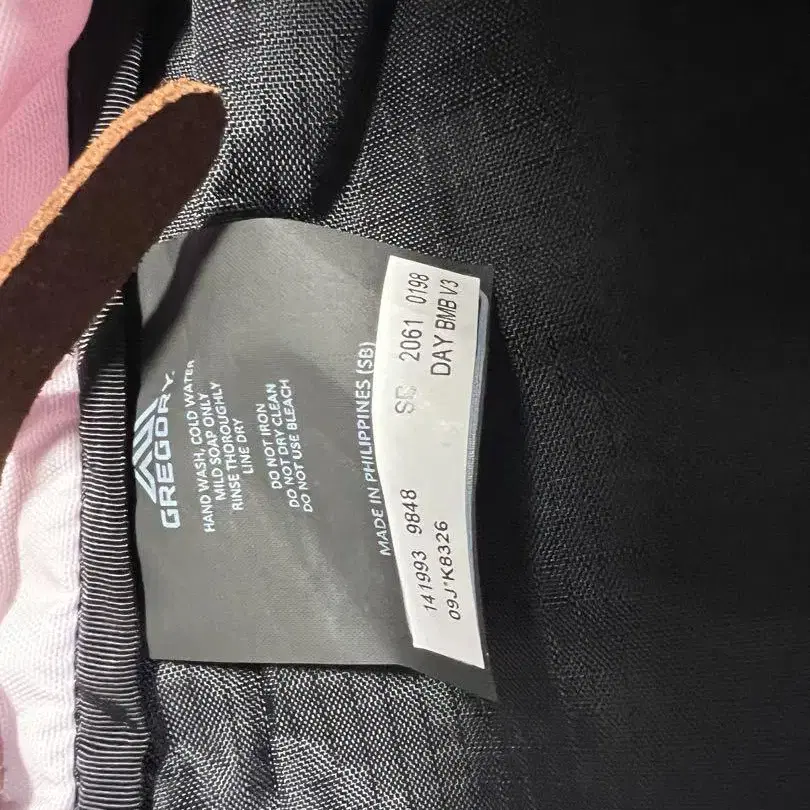 GREGORY
HAND WASH, COLD WATER
MILD SOAP ONLY
RINSE THOROUGHLY
LINE DRY
DO NOT IRON
DO NOT DRY CLEAN
DO NOT USE BLEACH
MADE IN PHILIPPINES (SB)
141993 9848 2061 0198
09J*K8326 DAY BMB V3